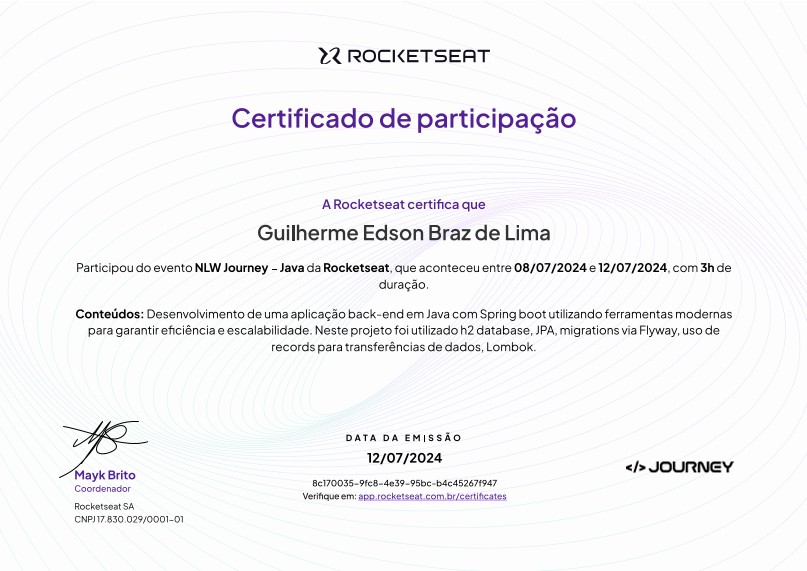 ROCKETSEAT
Certificado de participação
A Rocketseat certifica que
Guilherme Edson Braz de Lima
Participou do evento NLW Journey – Java da Rocketseat, que aconteceu entre 08/07/2024 e 12/07/2024, com 3h de
duração.
Conteúdos: Desenvolvimento de uma aplicação back-end em Java com Spring boot utilizando ferramentas modernas
para garantir eficiência e escalabilidade. Neste projeto foi utilizado h2 database, JPA, migrations via Flyway, uso de
records para transferências de dados, Lombok.
Mayk Brito
Coordenador
Rocketseat SA
CNPJ 17.830.029/0001-01
DATA DA EMISSÃO
12/07/2024
8c170035-9fc8-4e39-95bc-b4c45267f947
Verifique em: app.rocketseat.com.br/certificates
</> JOURNEY